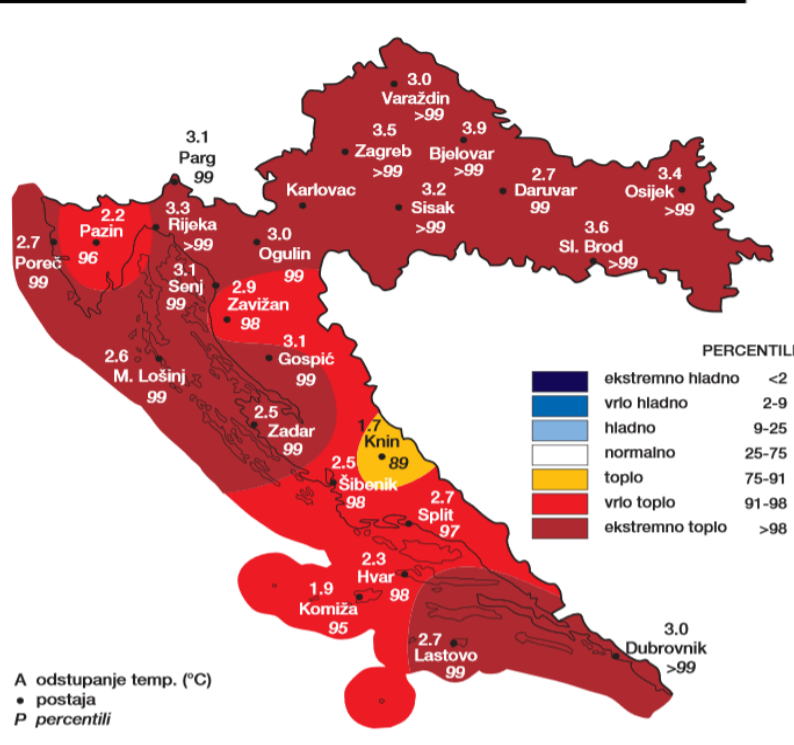 3.0
Varaždin
>99
3.5
Zagreb
>99
3.9
Bjelovar
>99
3.1
Parg
99
Karlovac
3.2
Sisak
>99
2.7
Daruvar
99
3.4
Osijek
>99
3.6
Sl. Brod
>99
2.2
Pazin
96
3.3
Rijeka
>99
3.0
Ogulin
99
2.7
Poreč
99
3.1
Senj
99
2.9
Zavižan
98
3.1
Gospić
99
2.6
M. Lošinj
99
2.5
Zadar
99
1.7
Knin
89
2.5
Šibenik
98
2.7
Split
97
2.3
Hvar
98
1.9
Komiža
95
2.7
Lastovo
99
3.0
Dubrovnik
>99
PERCENTILI
ekstremno hladno <2
vrlo hladno 2-9
hladno 9-25
normalno 25-75
toplo 75-91
vrlo toplo 91-98
ekstremno toplo >98
A odstupanje temp. (ºC)
• postaja
P percentili